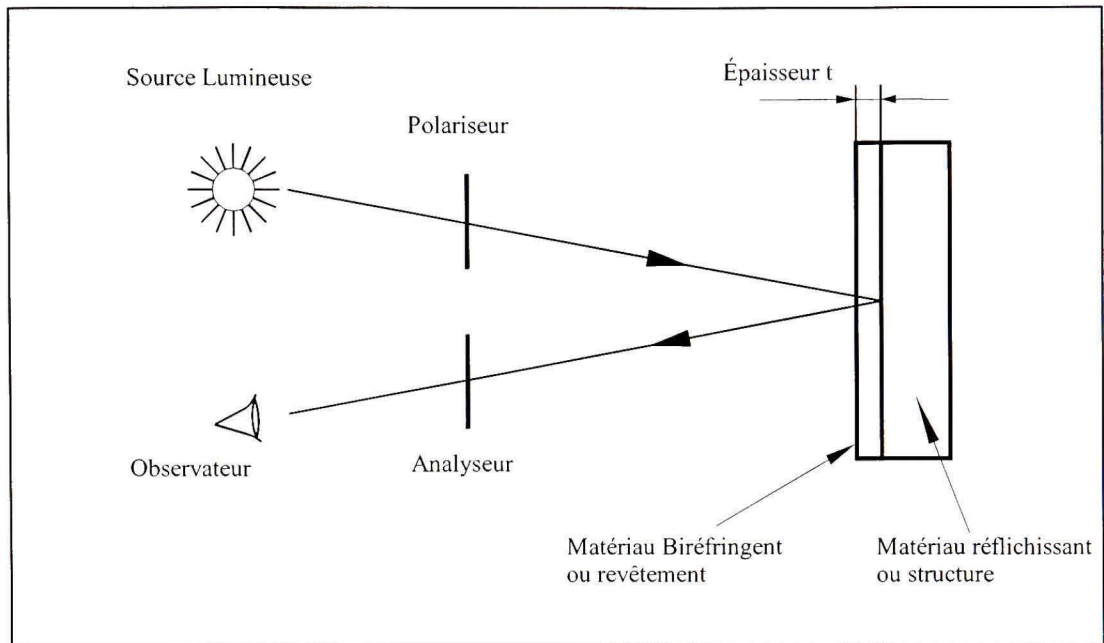 Source Lumineuse
Épaisseur t
Polariseur
Observateur
Analyseur
Matériau Biréfringent
ou revêtement
Matériau réflichissant
ou structure